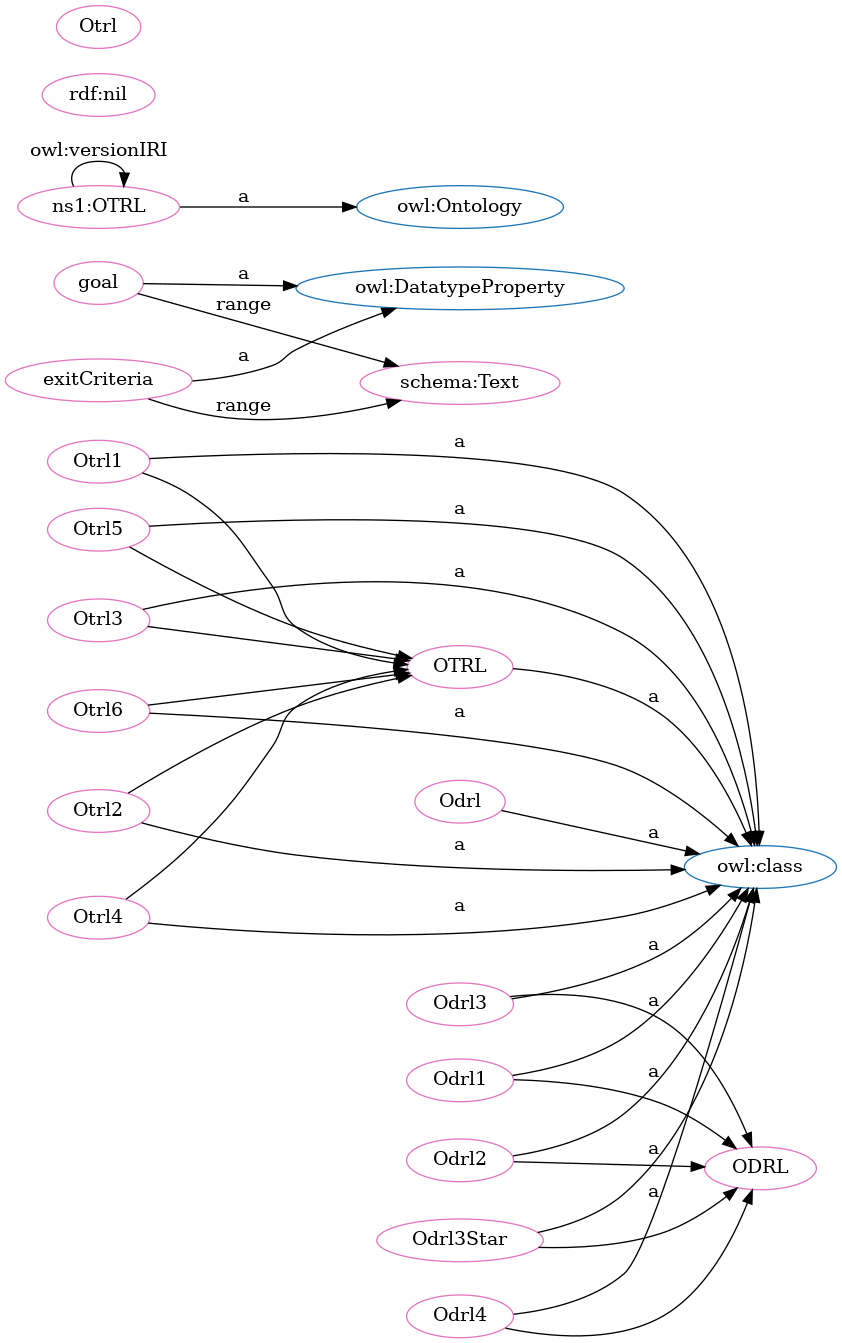 Otrl
rdf:nil
owl:versionIRI
ns1:OTRL
a
owl:Ontology
goal
a
owl:DatatypeProperty
range
a
exitCriteria
schema:Text
range
Otrl1
a
Otrl5
a
Otrl3
a
OTRL
a
Otrl6
a
Otrl2
Odrl
a
a
owl:class
Otrl4
a
Odrl3
a
Odrl1
a
Odrl2
a
ODRL
Odrl3Star
a
a
Odrl4